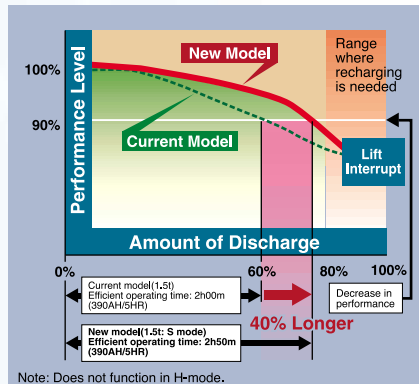 New Model
Range
where
recharging
is needed
100%
90%
Performance Level
Current Model
Lift
Interrupt
Amount of Discharge
0%
60%
80%
100%
Current model(1.5t)
Efficient operating time: 2h00m
(390AH/5HR)
40% Longer
Decrease in
performance
New model(1.5t: S mode)
Efficient operating time: 2h50m
(390AH/5HR)
Note: Does not function in H-mode.